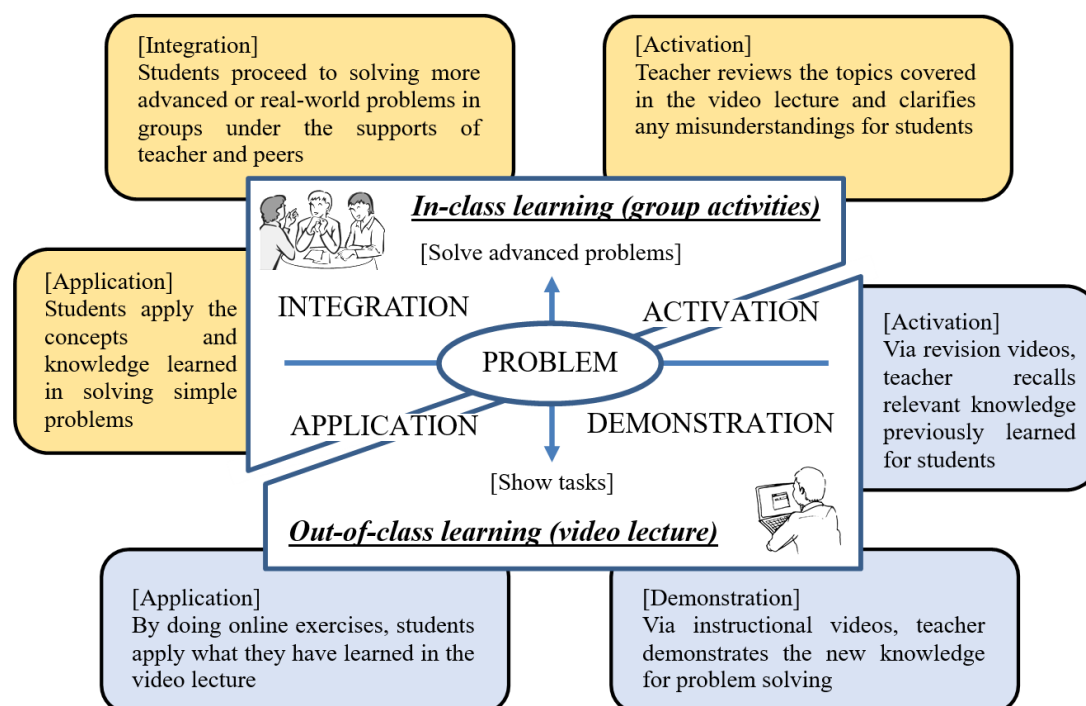 [Integration]
Students proceed to solving more
advanced or real-world problems in
groups under the supports of
teacher and peers
[Activation]
Teacher reviews the topics covered
in the video lecture and clarifies
any misunderstandings for students
In-class learning (group activities)
[Solve advanced problems]
[Application]
Students apply the
concepts and
knowledge learned
in solving simple
problems
INTEGRATION
ACTIVATION
PROBLEM
APPLICATION
DEMONSTRATION
[Activation]
Via revision videos,
teacher recalls
relevant knowledge
previously learned
for students
[Show tasks]
Out-of-class learning (video lecture)
[Application]
By doing online exercises, students
apply what they have learned in the
video lecture
[Demonstration]
Via instructional videos, teacher
demonstrates the new knowledge
for problem solving